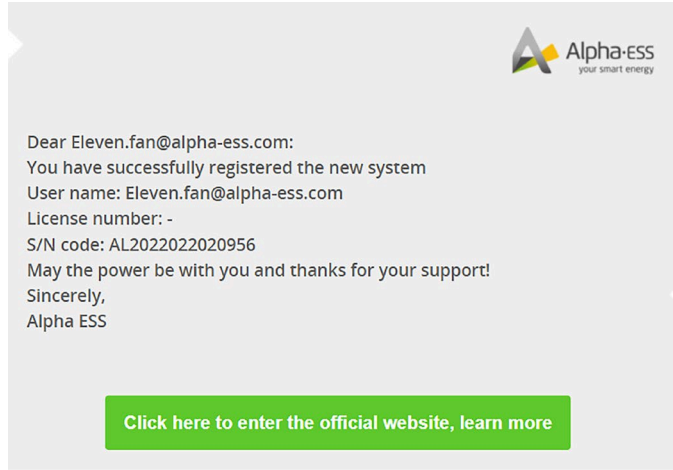 Alpha·ESS
your smart energy
Dear Eleven.fan@alpha-ess.com:
You have successfully registered the new system
User name: Eleven.fan@alpha-ess.com
License number: -
S/N code: AL2022022020956
May the power be with you and thanks for your support!
Sincerely,
Alpha ESS
Click here to enter the official website, learn more